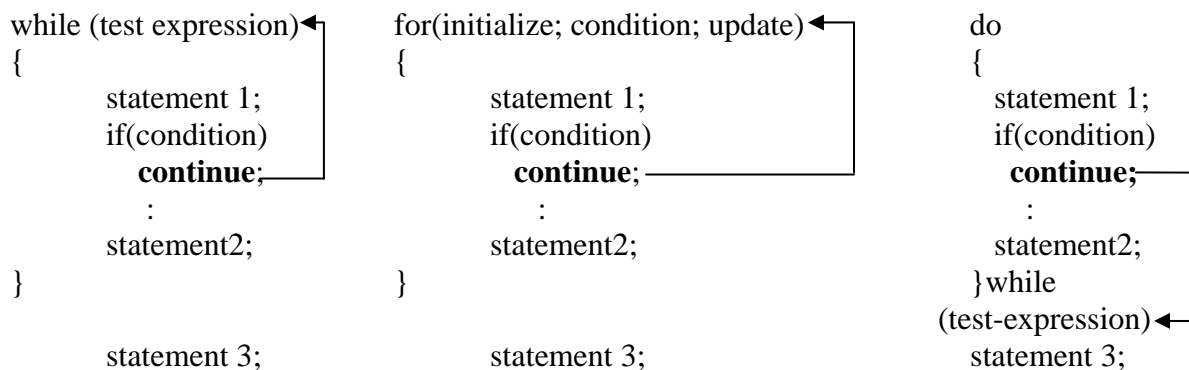 while (test expression)
{
statement 1;
if(condition)
continue;
:
statement2;
}
statement 3;
for(initialize; condition; update)
{
statement 1;
if(condition)
continue;
:
statement2;
}
statement 3;
do
{
statement 1;
if(condition)
continue;
:
statement2;
}while
(test-expression)
statement 3;